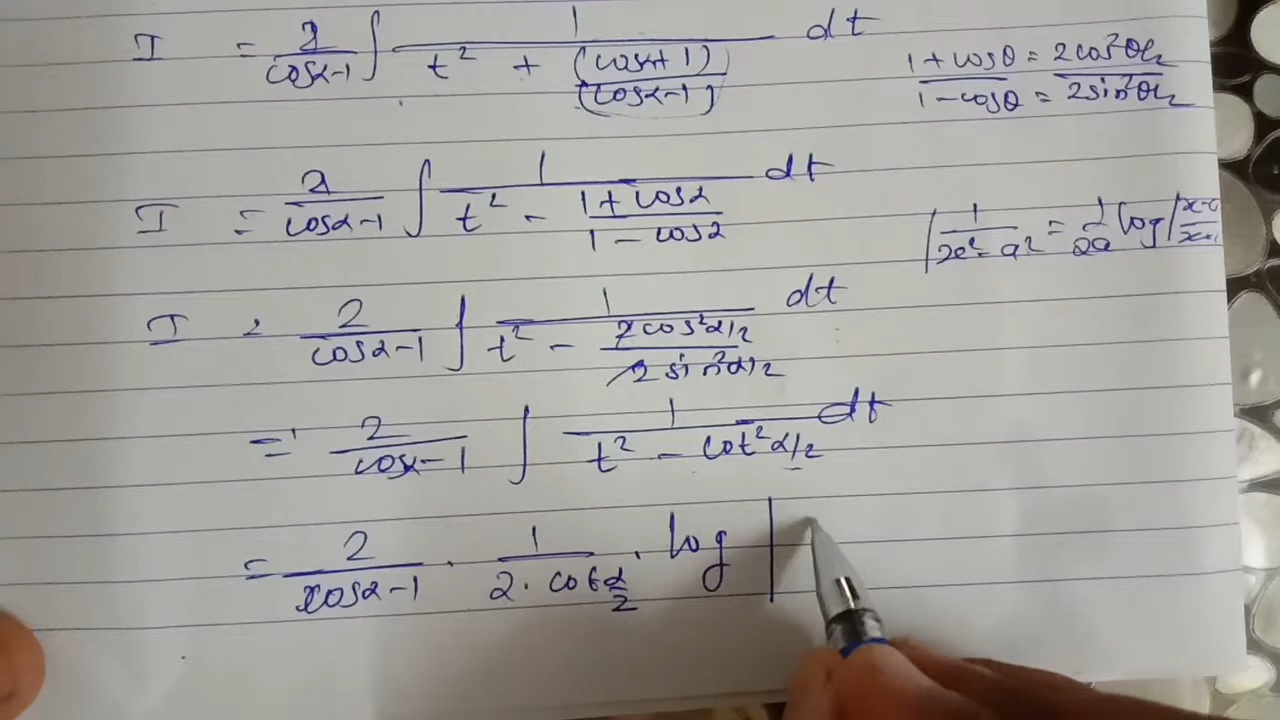 I = 2/(cosα-1) ∫ 1/(t² + (cosα+1)/(cosα-1)) dt
1+cosθ = 2cos²θ/2
1-cosθ = 2sin²θ/2
I = 2/(cosα-1) ∫ 1/(t² - (1+cosα)/(1-cosα)) dt
∫ 1/(x²-a²) = 1/2a log|x-a/x+
I = 2/(cosα-1) ∫ 1/(t² - (2cos²α/2)/(2sin²α/2)) dt
= 2/(cosα-1) ∫ 1/(t² - cot²α/2) dt
= 2/(cosα-1) · 1/(2·cot α/2) · log |